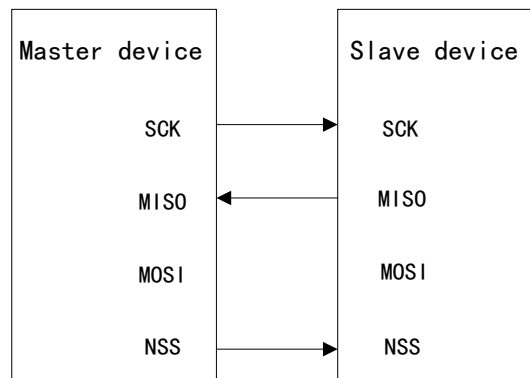 Master device
Slave device
SCK
SCK
MISO
MISO
MOSI
MOSI
NSS
NSS